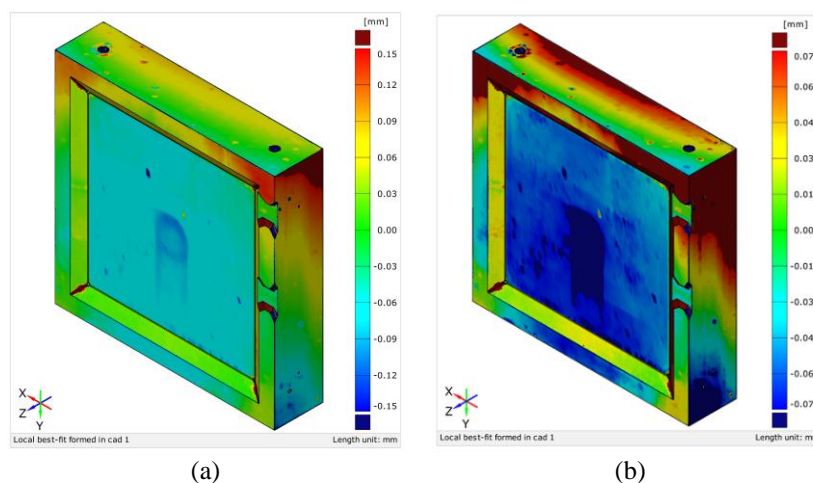 [mm]
0.15
0.12
0.09
0.06
0.03
0.00
-0.03
-0.06
-0.09
-0.12
-0.15
X
Z
Y
Local best-fit formed in cad 1
Length unit: mm
(a)
[mm]
0.07
0.06
0.04
0.03
0.01
0.00
-0.01
-0.03
-0.04
-0.06
-0.07
X
Z
Y
Local best-fit formed in cad 1
Length unit: mm
(b)